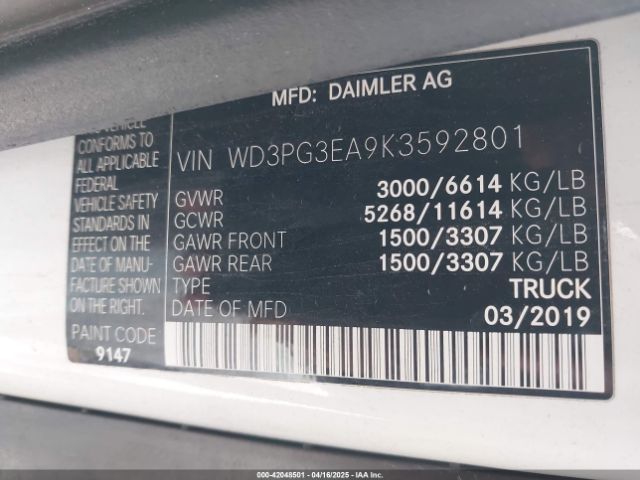 MFD: DAIMLER AG
VEHICLE
CONFORMS TO
ALL APPLICABLE
FEDERAL
VEHICLE SAFETY
STANDARDS IN
EFFECT ON THE
DATE OF MANU-
FACTURE SHOWN
ON THE RIGHT.
PAINT CODE
9147
VIN WD3PG3EA9K3592801
GVWR 3000/6614 KG/LB
GCWR 5268/11614 KG/LB
GAWR FRONT 1500/3307 KG/LB
GAWR REAR 1500/3307 KG/LB
TYPE TRUCK
DATE OF MFD 03/2019
000-42048501 - 04/16/2025 - IAA Inc.